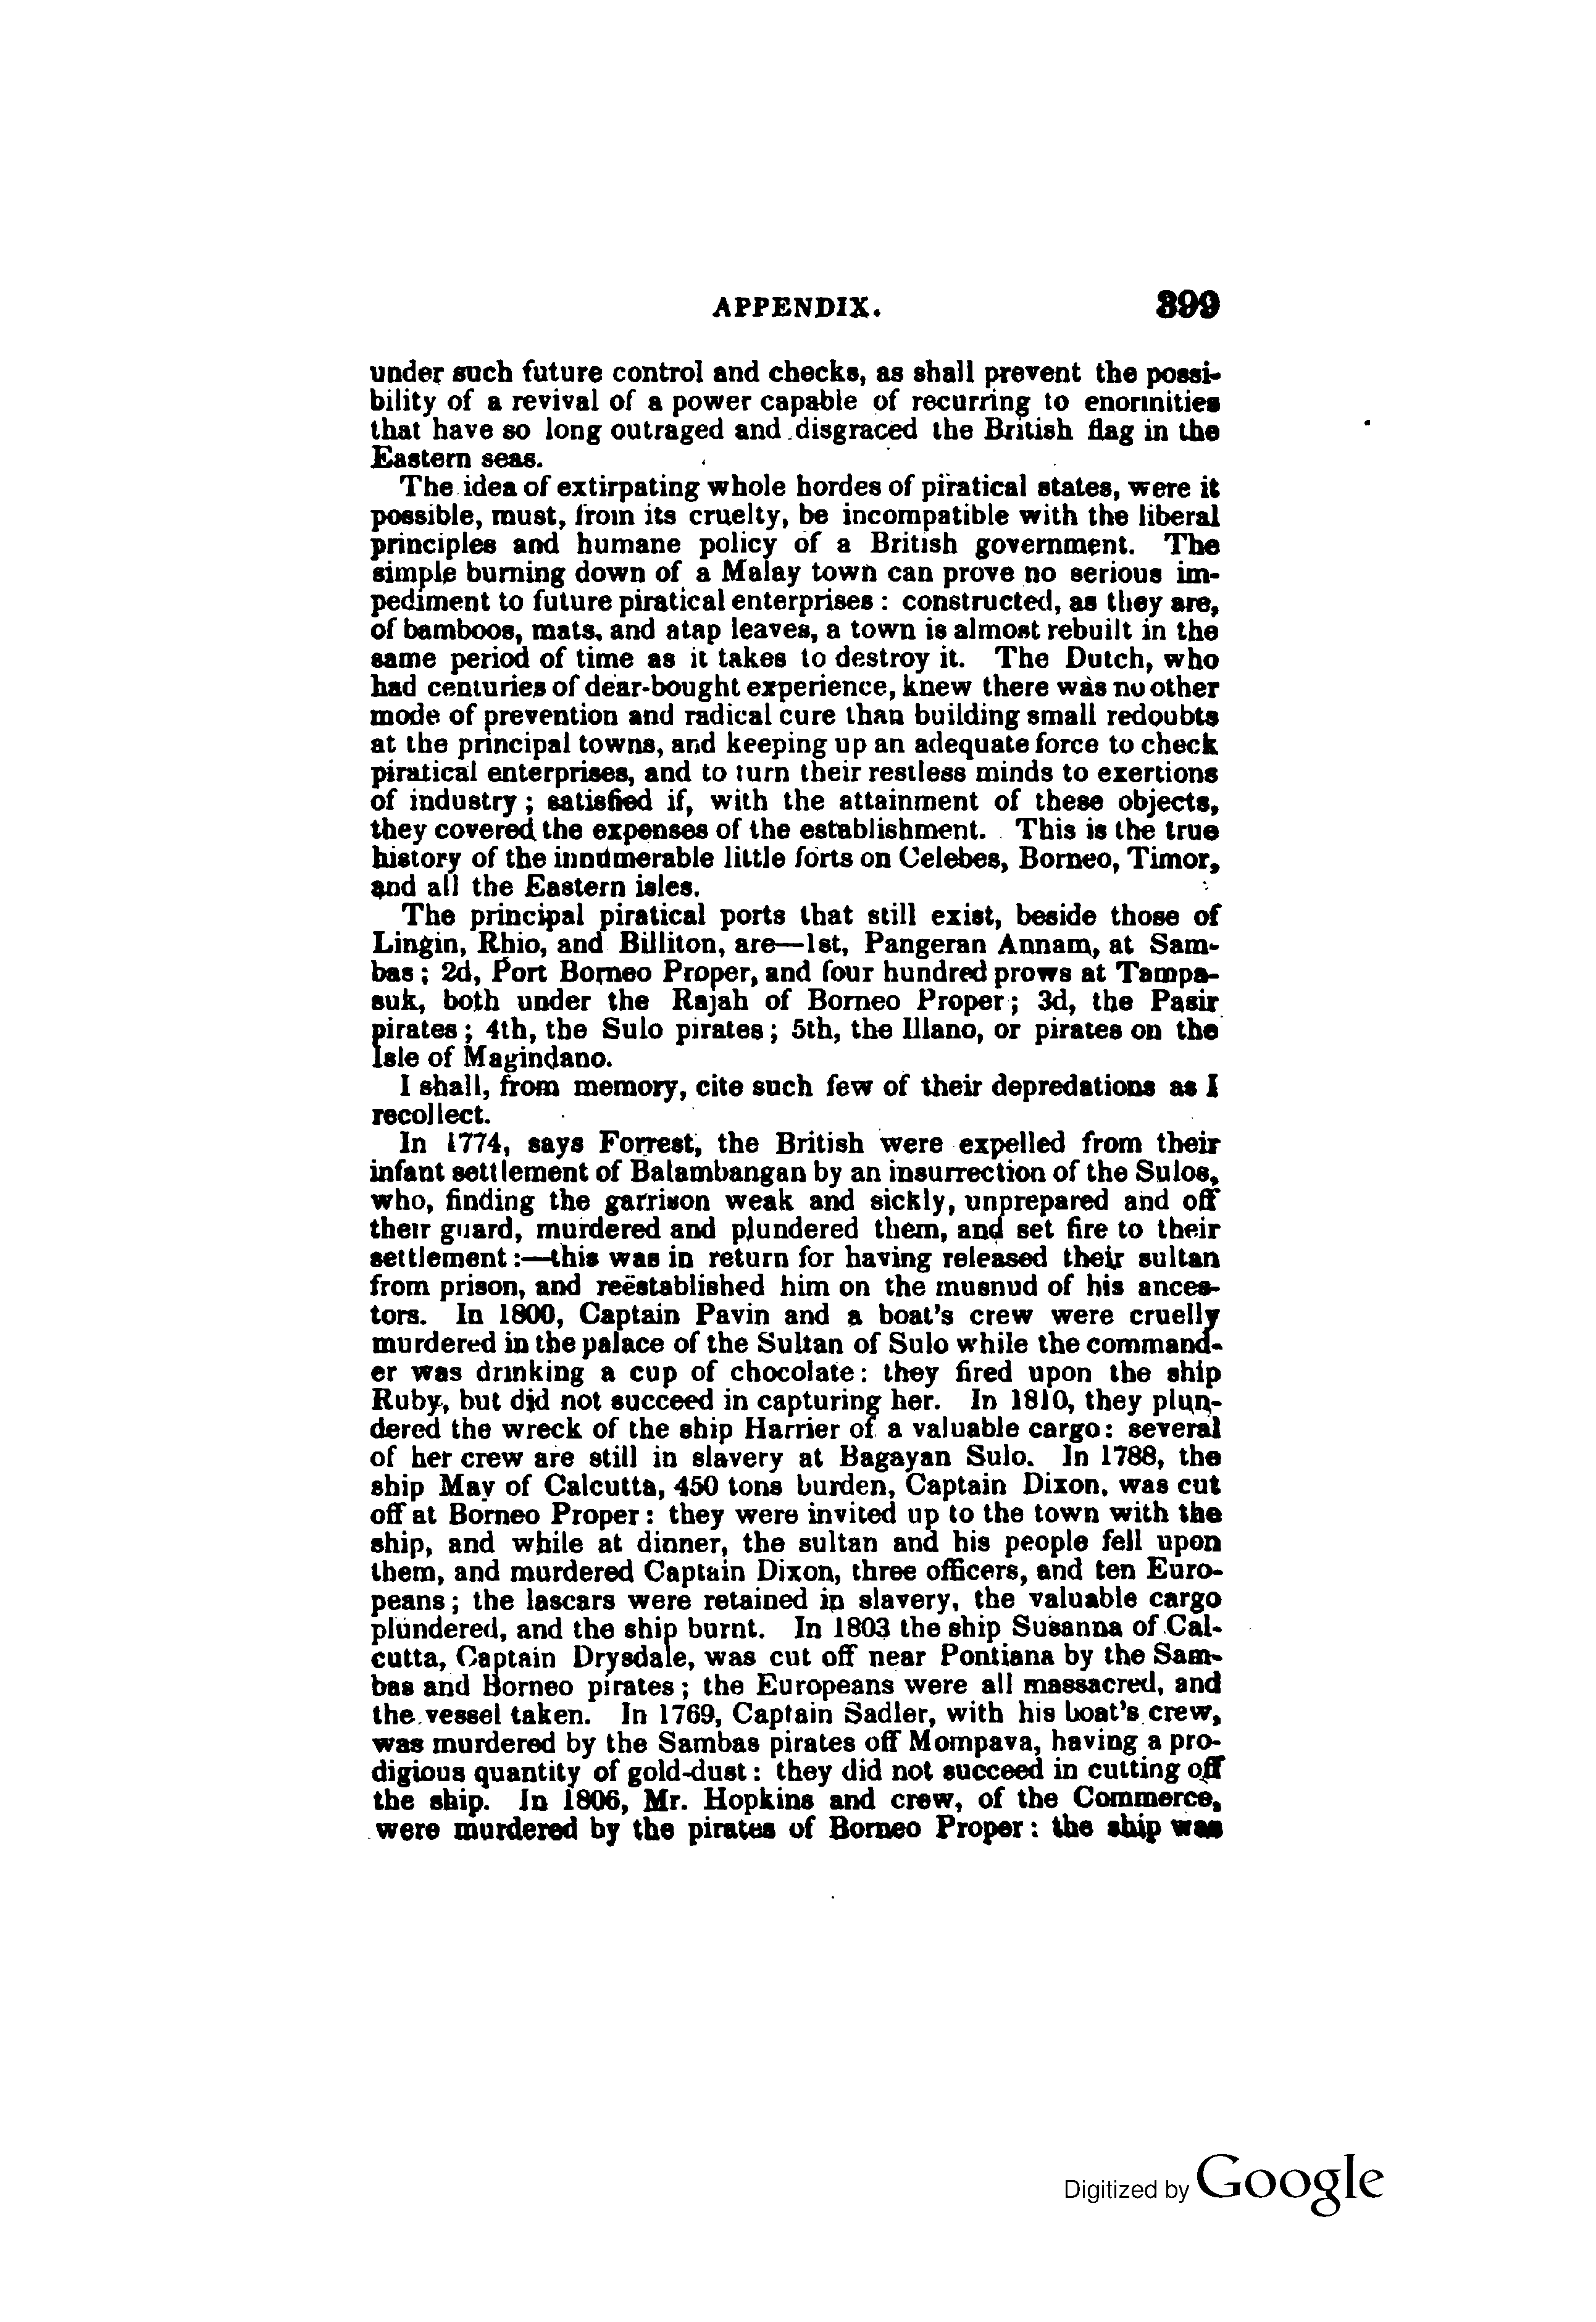 APPENDIX. 399
under such future control and checks, as shall prevent the possi-
bility of a revival of a power capable of recurring to enormities
that have so long outraged and disgraced the British flag in the
Eastern seas.
The idea of extirpating whole hordes of piratical states, were it
possible, must, from its cruelty, be incompatible with the liberal
principles and humane policy of a British government. The
simple burning down of a Malay town can prove no serious im-
pediment to future piratical enterprises: constructed, as they are,
of bamboos, mats, and atap leaves, a town is almost rebuilt in the
same period of time as it takes to destroy it. The Dutch, who
had centuries of dear-bought experience, knew there was no other
mode of prevention and radical cure than building small redoubts
at the principal towns, and keeping up an adequate force to check
piratical enterprises, and to turn their restless minds to exertions
of industry; satisfied if, with the attainment of these objects,
they covered the expenses of the establishment. This is the true
history of the innumerable little forts on Celebes, Borneo, Timor,
and all the Eastern isles.
The principal piratical ports that still exist, beside those of
Lingin, Rhio, and Billiton, are—1st, Pangeran Annam, at Sam-
bas; 2d, Port Borneo Proper, and four hundred prows at Tampa-
suk, both under the Rajah of Borneo Proper; 3d, the Pasir
pirates; 4th, the Sulo pirates; 5th, the Illano, or pirates on the
Isle of Magindano.
I shall, from memory, cite such few of their depredations as I
recollect.
In 1774, says Forrest, the British were expelled from their
infant settlement of Balambangan by an insurrection of the Sulos,
who, finding the garrison weak and sickly, unprepared and off
their guard, murdered and plundered them, and set fire to their
settlement:—this was in return for having released their sultan
from prison, and reëstablished him on the musnud of his ances-
tors. In 1800, Captain Pavin and a boat's crew were cruelly
murdered in the palace of the Sultan of Sulo while the command-
er was drinking a cup of chocolate: they fired upon the ship
Ruby, but did not succeed in capturing her. In 1810, they plun-
dered the wreck of the ship Harrier of a valuable cargo: several
of her crew are still in slavery at Bagayan Sulo. In 1788, the
ship May of Calcutta, 450 tons burden, Captain Dixon, was cut
off at Borneo Proper: they were invited up to the town with the
ship, and while at dinner, the sultan and his people fell upon
them, and murdered Captain Dixon, three officers, and ten Euro-
peans; the lascars were retained in slavery, the valuable cargo
plundered, and the ship burnt. In 1803 the ship Susanna of Cal-
cutta, Captain Drysdale, was cut off near Pontiana by the Sam-
bas and Borneo pirates; the Europeans were all massacred, and
the vessel taken. In 1769, Captain Sadler, with his boat's crew,
was murdered by the Sambas pirates off Mompava, having a pro-
digious quantity of gold-dust: they did not succeed in cutting off
the ship. In 1806, Mr. Hopkins and crew, of the Commerce,
were murdered by the pirates of Borneo Proper: the ship was
Digitized by Google